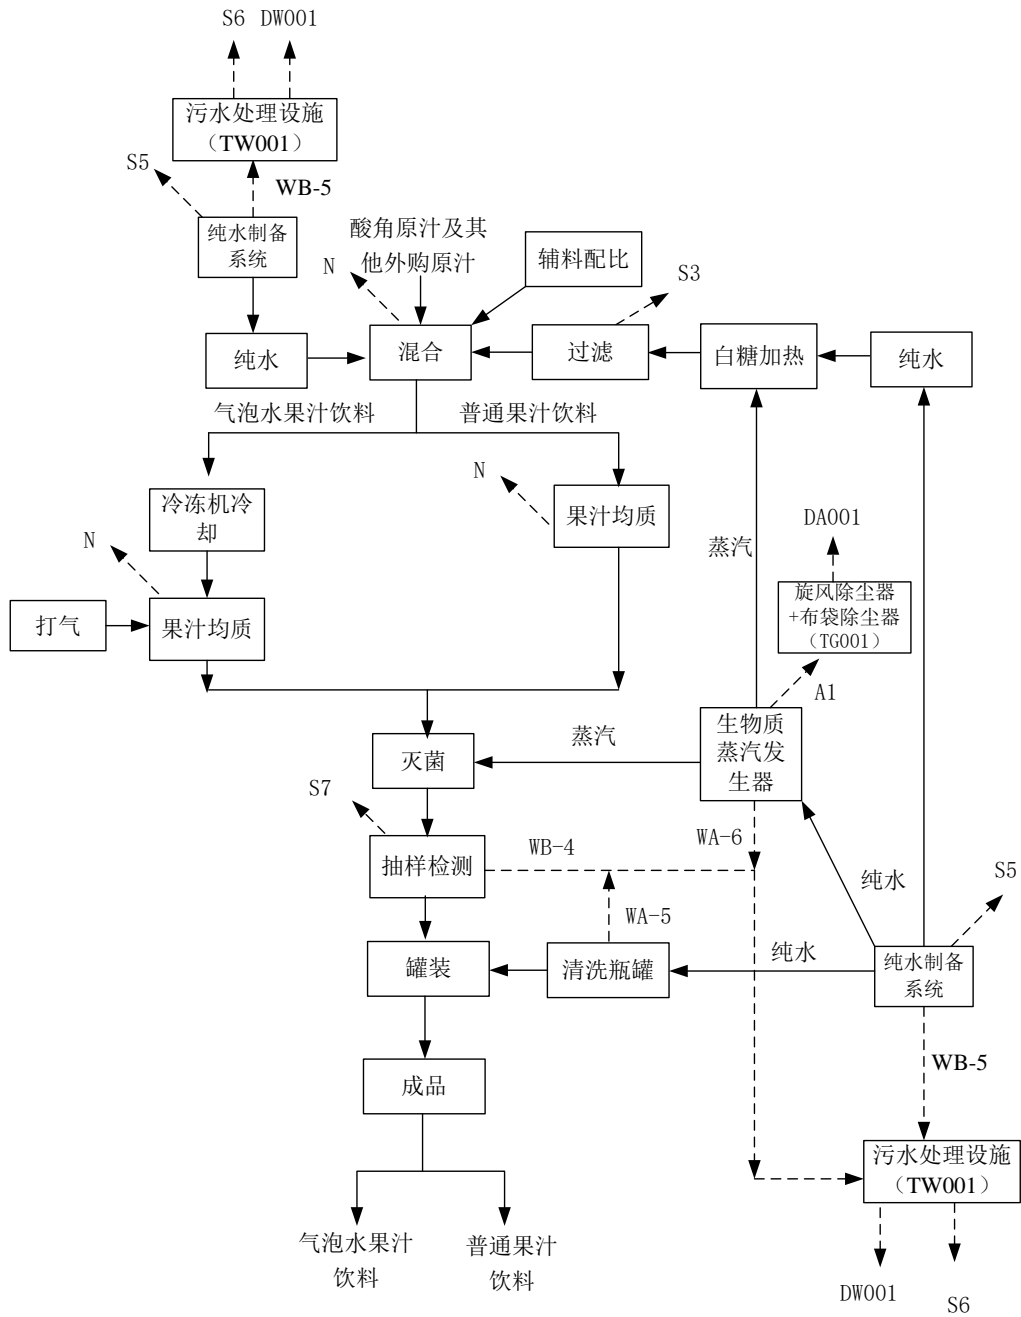 S6 DW001
污水处理设施
（TW001）
S5
WB-5
纯水制备
系统
酸角原汁及其
他外购原汁
N
辅料配比
S3
纯水
混合
过滤
白糖加热
纯水
气泡水果汁饮料
普通果汁饮料
N
冷冻机冷
却
果汁均质
DA001
N
蒸汽
旋风除尘器
+布袋除尘器
（TG001）
打气
果汁均质
A1
蒸汽
生物质
蒸汽发
生器
灭菌
S7
WA-6
抽样检测
WB-4
纯水
S5
WA-5
罐装
清洗瓶罐
纯水
纯水制备
系统
WB-5
成品
污水处理设施
（TW001）
气泡水果汁
饮料
普通果汁
饮料
DW001
S6